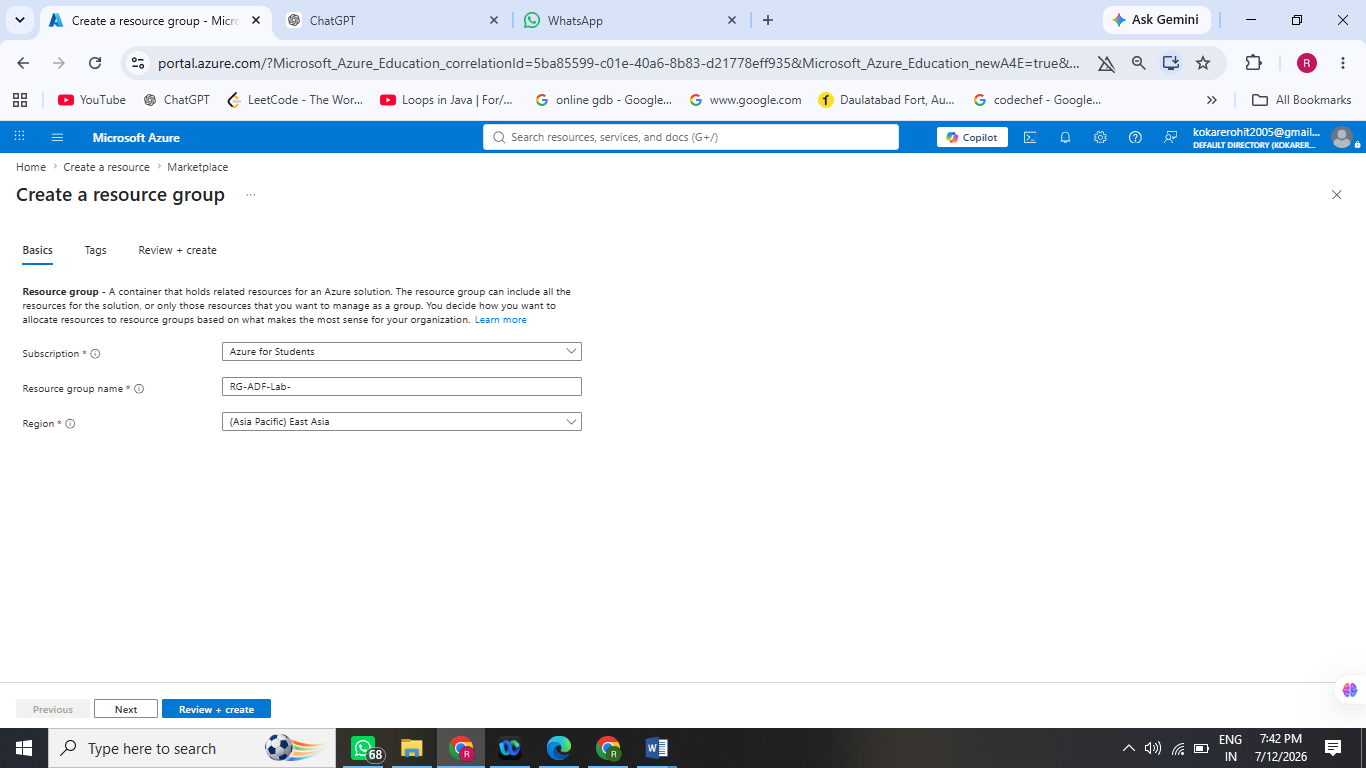 Create a resource group - Micro
ChatGPT
WhatsApp
Ask Gemini
portal.azure.com/?Microsoft_Azure_Education_correlationId=5ba85599-c01e-40a6-8b83-d21778eff935&Microsoft_Azure_Education_newA4E=true&...
R
YouTube
ChatGPT
LeetCode - The Wor...
Loops in Java | For/...
online gdb - Google...
www.google.com
Daulatabad Fort, Au...
codechef - Google...
All Bookmarks
Microsoft Azure
Search resources, services, and docs (G+/)
Copilot
kokarerohit2005@gmail...
DEFAULT DIRECTORY (KOKARER...
Home > Create a resource > Marketplace
Create a resource group ...
Basics
Tags
Review + create
Resource group - A container that holds related resources for an Azure solution. The resource group can include all the
resources for the solution, or only those resources that you want to manage as a group. You decide how you want to
allocate resources to resource groups based on what makes the most sense for your organization. Learn more
Subscription *
Azure for Students
Resource group name *
RG-ADF-Lab-
Region *
(Asia Pacific) East Asia
Previous
Next
Review + create
Type here to search
68
R
R
ENG
IN
7:42 PM
7/12/2026